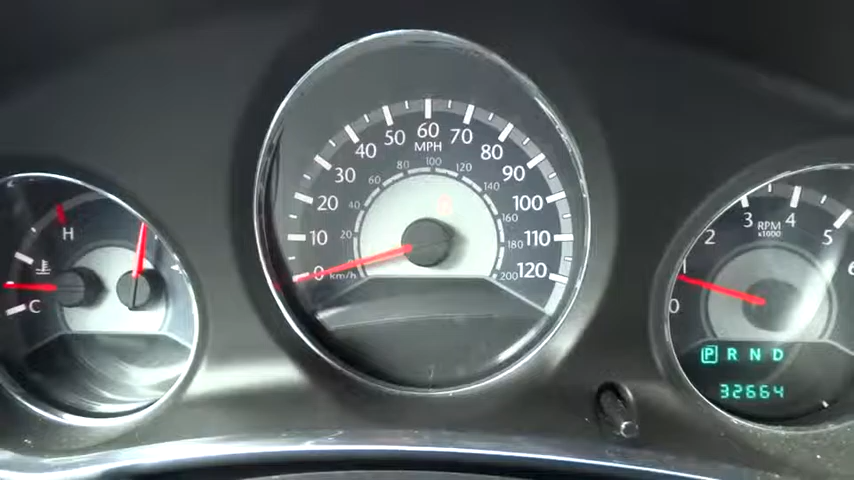 H
C
0 10 20 30 40 50 60 70 80 90 100 110 120
MPH
20 40 60 80 100 120 140 160 180 200
km/h
0 2 3 4 5 6
RPM
x1000
P R N D
32664